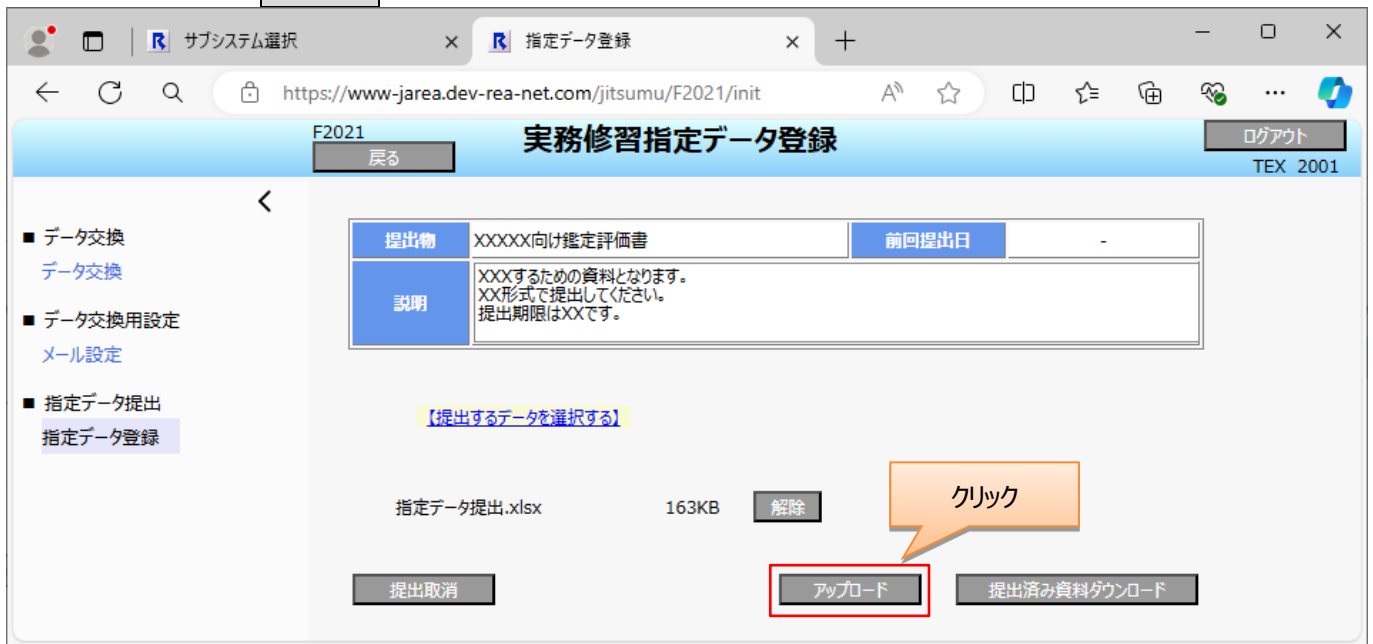 サブシステム選択
指定データ登録
https://www-jarea.dev-rea-net.com/jitsumu/F2021/init
F2021
戻る
実務修習指定データ登録
ログアウト
TEX 2001
■ データ交換
データ交換
■ データ交換用設定
メール設定
■ 指定データ提出
指定データ登録
提出物 XXXXX向け鑑定評価書 前回提出日 -
説明
XXXするための資料となります。
XX形式で提出してください。
提出期限はXXです。
【提出するデータを選択する】
指定データ提出.xlsx 163KB 解除
クリック
提出取消 アップロード 提出済み資料ダウンロード